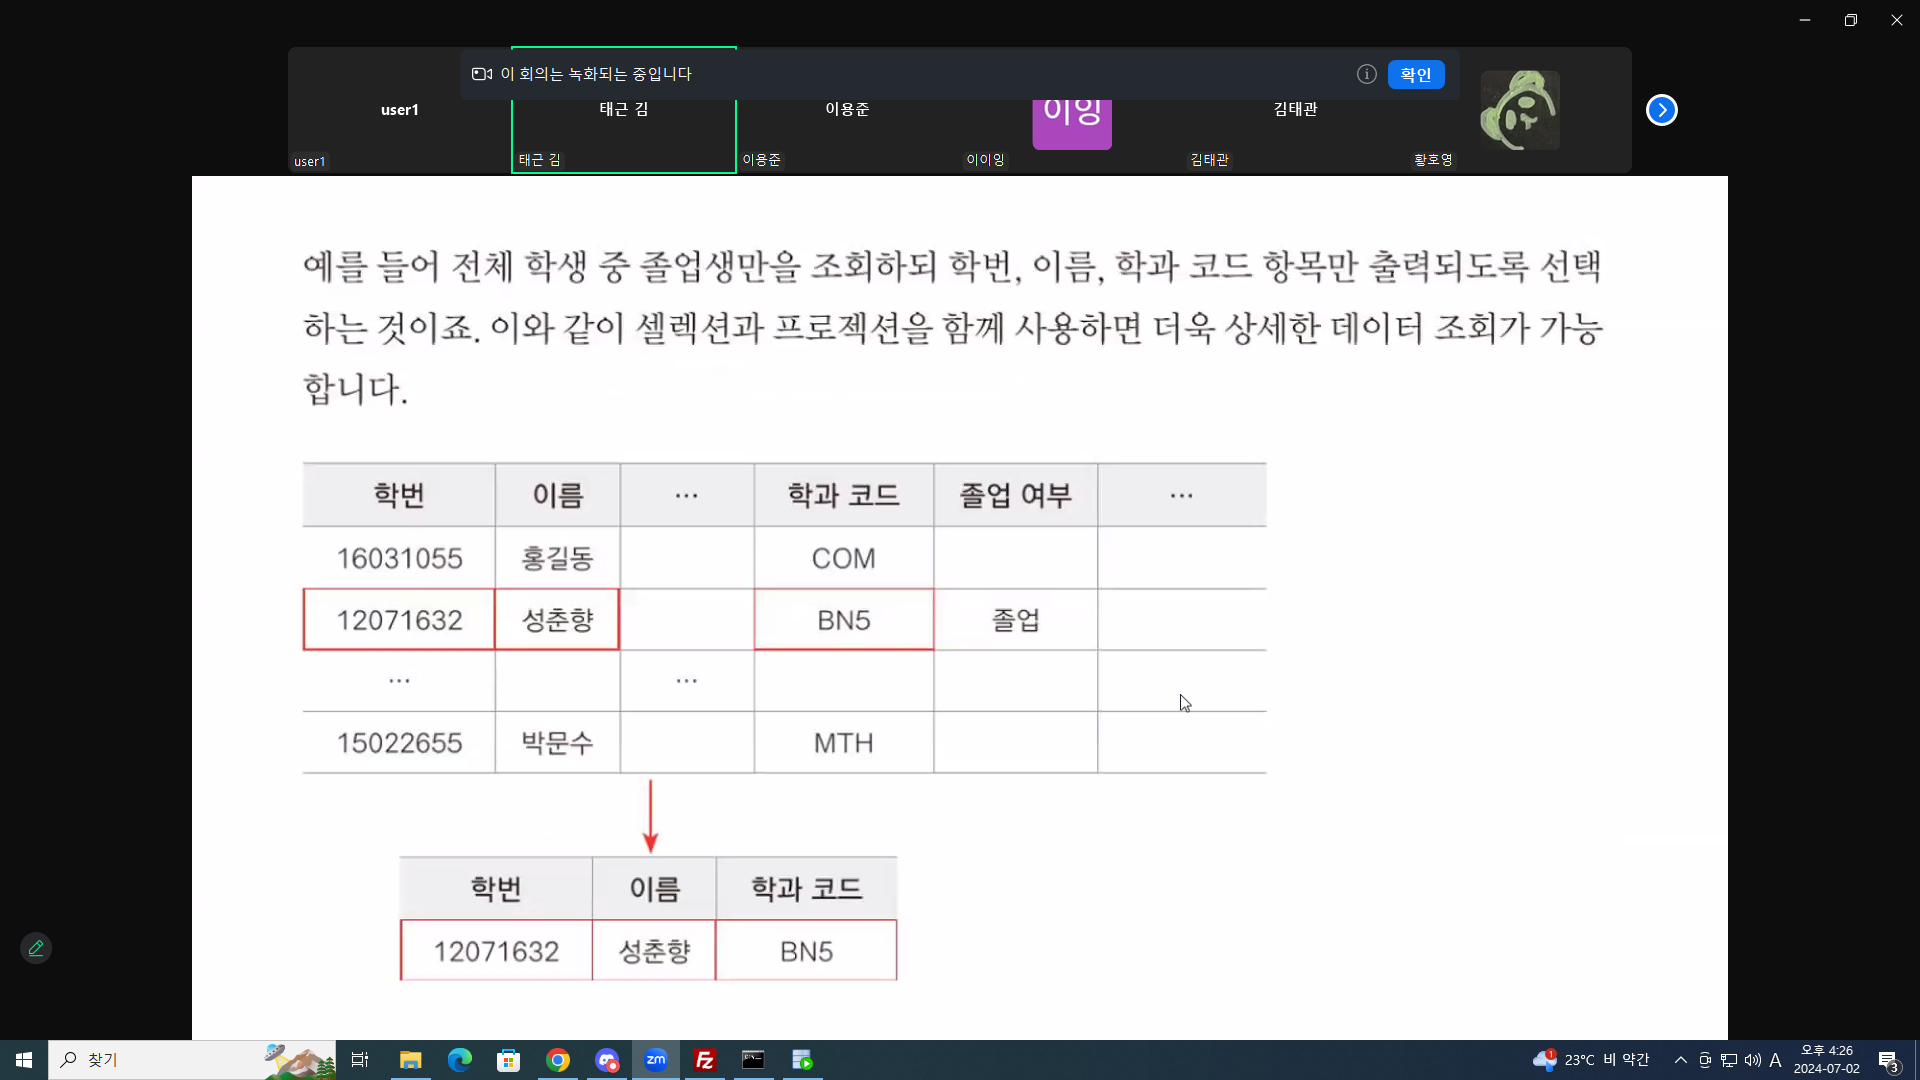 이 회의는 녹화되는 중입니다
확인
user1
태근 김
이용준
이잉
김태관
user1
태근 김
이용준
이이잉
김태관
황호영
예를 들어 전체 학생 중 졸업생만을 조회하되 학번, 이름, 학과 코드 항목만 출력되도록 선택
하는 것이죠. 이와 같이 셀렉션과 프로젝션을 함께 사용하면 더욱 상세한 데이터 조회가 가능
합니다.
학번 이름 ... 학과 코드 졸업 여부 ...
16031055 홍길동 COM
12071632 성춘향 BN5 졸업
... ...
15022655 박문수 MTH
학번 이름 학과 코드
12071632 성춘향 BN5
찾기
zm
Fz
1
23°C 비 약간
A
오후 4:26
2024-07-02
3